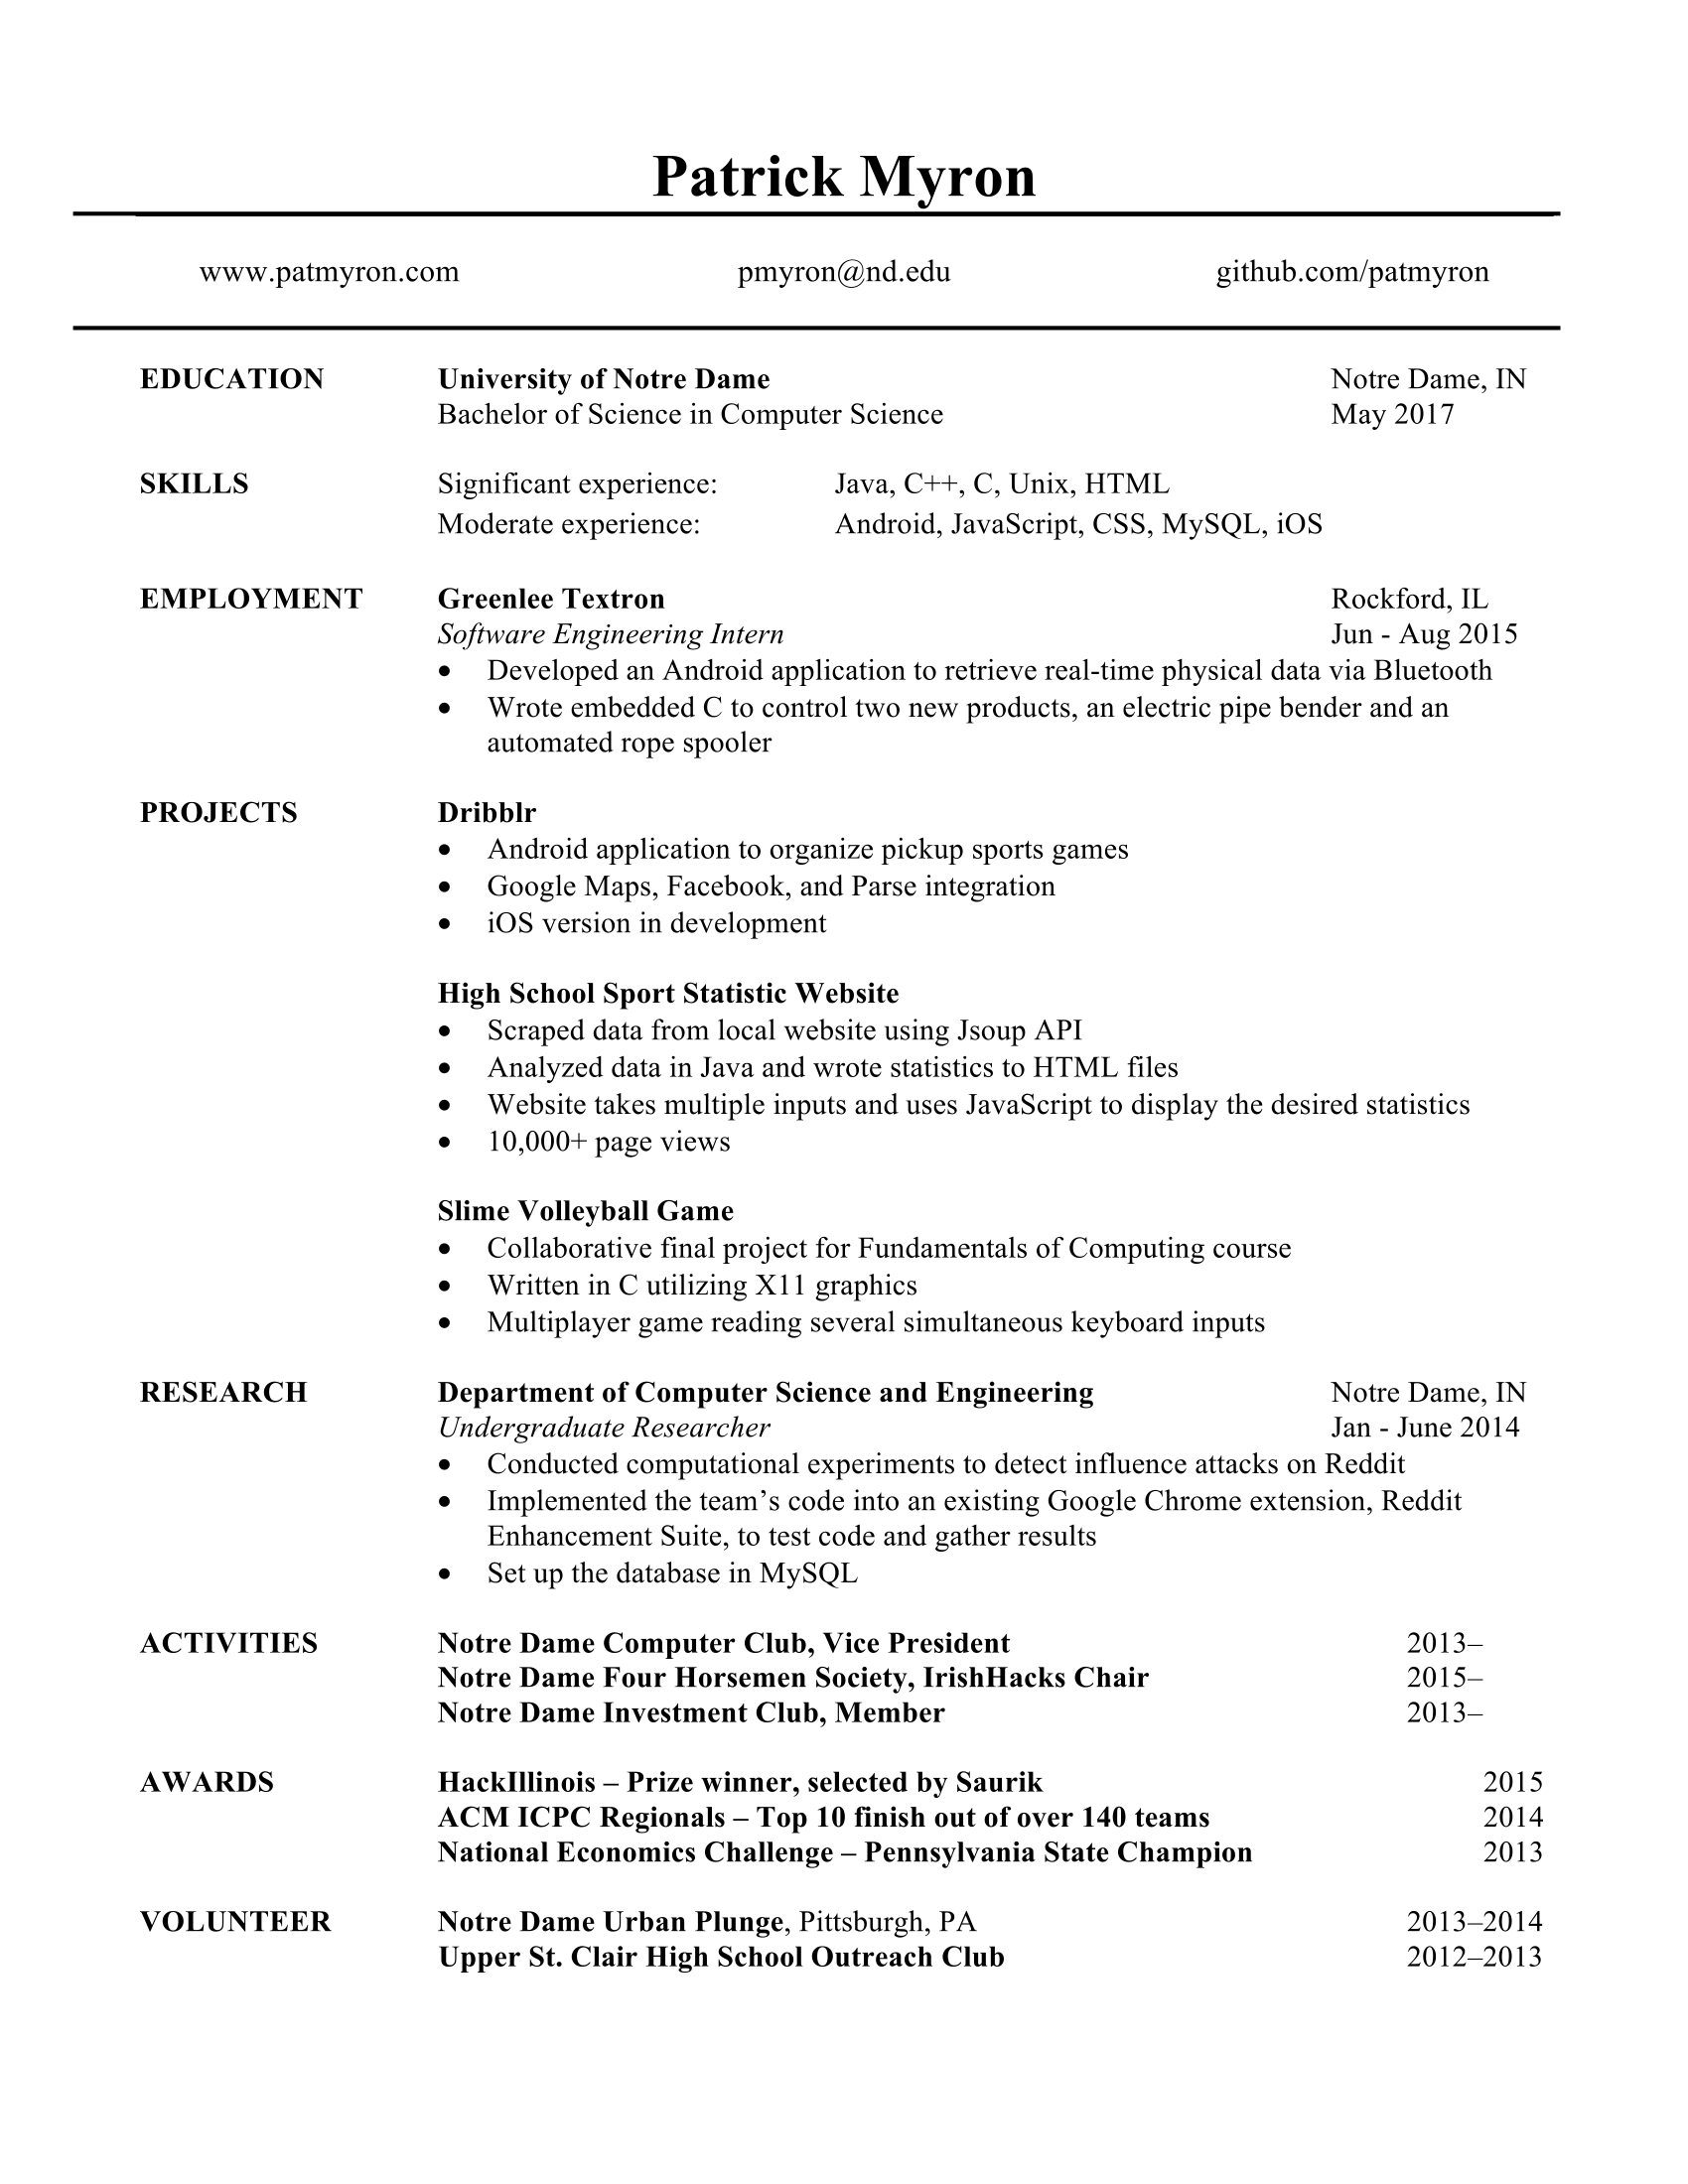 Patrick Myron
www.patmyron.com pmyron@nd.edu github.com/patmyron
EDUCATION University of Notre Dame Notre Dame, IN
Bachelor of Science in Computer Science May 2017
SKILLS Significant experience: Java, C++, C, Unix, HTML
Moderate experience: Android, JavaScript, CSS, MySQL, iOS
EMPLOYMENT Greenlee Textron Rockford, IL
Software Engineering Intern Jun - Aug 2015
• Developed an Android application to retrieve real-time physical data via Bluetooth
• Wrote embedded C to control two new products, an electric pipe bender and an
automated rope spooler
PROJECTS Dribblr
• Android application to organize pickup sports games
• Google Maps, Facebook, and Parse integration
• iOS version in development
High School Sport Statistic Website
• Scraped data from local website using Jsoup API
• Analyzed data in Java and wrote statistics to HTML files
• Website takes multiple inputs and uses JavaScript to display the desired statistics
• 10,000+ page views
Slime Volleyball Game
• Collaborative final project for Fundamentals of Computing course
• Written in C utilizing X11 graphics
• Multiplayer game reading several simultaneous keyboard inputs
RESEARCH Department of Computer Science and Engineering Notre Dame, IN
Undergraduate Researcher Jan - June 2014
• Conducted computational experiments to detect influence attacks on Reddit
• Implemented the team’s code into an existing Google Chrome extension, Reddit
Enhancement Suite, to test code and gather results
• Set up the database in MySQL
ACTIVITIES Notre Dame Computer Club, Vice President 2013–
Notre Dame Four Horsemen Society, IrishHacks Chair 2015–
Notre Dame Investment Club, Member 2013–
AWARDS HackIllinois – Prize winner, selected by Saurik 2015
ACM ICPC Regionals – Top 10 finish out of over 140 teams 2014
National Economics Challenge – Pennsylvania State Champion 2013
VOLUNTEER Notre Dame Urban Plunge, Pittsburgh, PA 2013–2014
Upper St. Clair High School Outreach Club 2012–2013